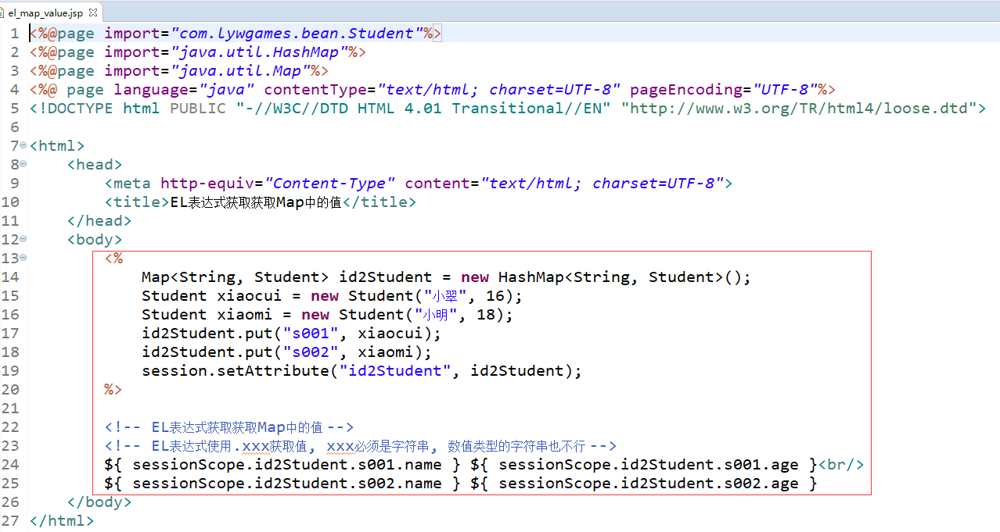 el_map_value.jsp
1 <%@page import="com.lywgames.bean.Student"%>
2 <%@page import="java.util.HashMap"%>
3 <%@page import="java.util.Map"%>
4 <%@ page language="java" contentType="text/html; charset=UTF-8" pageEncoding="UTF-8"%>
5 <!DOCTYPE html PUBLIC "-//W3C//DTD HTML 4.01 Transitional//EN" "http://www.w3.org/TR/html4/loose.dtd">
6
7 <html>
8     <head>
9         <meta http-equiv="Content-Type" content="text/html; charset=UTF-8">
10         <title>EL表达式获取获取Map中的值</title>
11     </head>
12     <body>
13         <%
14             Map<String, Student> id2Student = new HashMap<String, Student>();
15             Student xiaocui = new Student("小翠", 16);
16             Student xiaomi = new Student("小明", 18);
17             id2Student.put("s001", xiaocui);
18             id2Student.put("s002", xiaomi);
19             session.setAttribute("id2Student", id2Student);
20         %>
21
22         <!-- EL表达式获取获取Map中的值 -->
23         <!-- EL表达式使用.xxx获取值, xxx必须是字符串, 数值类型的字符串也不行 -->
24         ${ sessionScope.id2Student.s001.name } ${ sessionScope.id2Student.s001.age }<br/>
25         ${ sessionScope.id2Student.s002.name } ${ sessionScope.id2Student.s002.age }
26     </body>
27 </html>